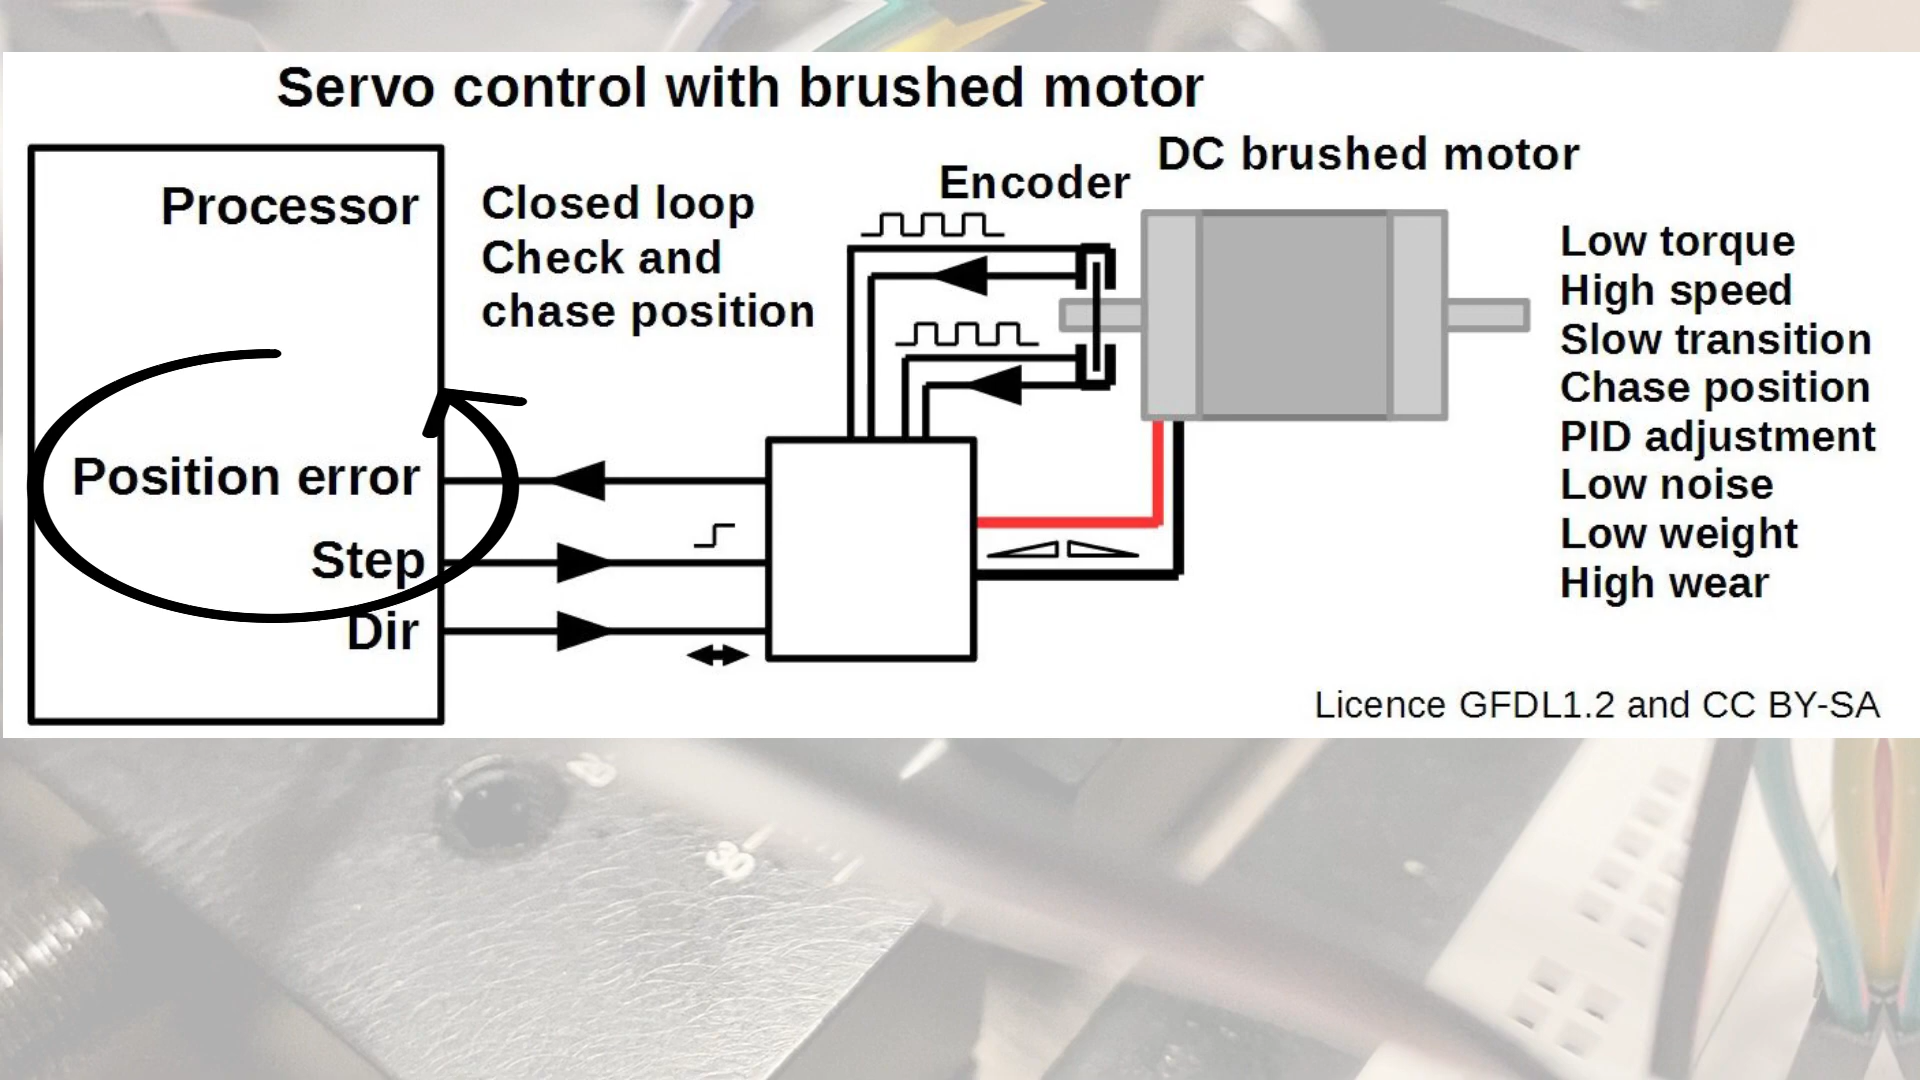 Servo control with brushed motor
Processor
Closed loop
Check and
chase position
Encoder
DC brushed motor
Low torque
High speed
Slow transition
Chase position
PID adjustment
Low noise
Low weight
High wear
Position error
Step
Dir
Licence GFDL1.2 and CC BY-SA
30